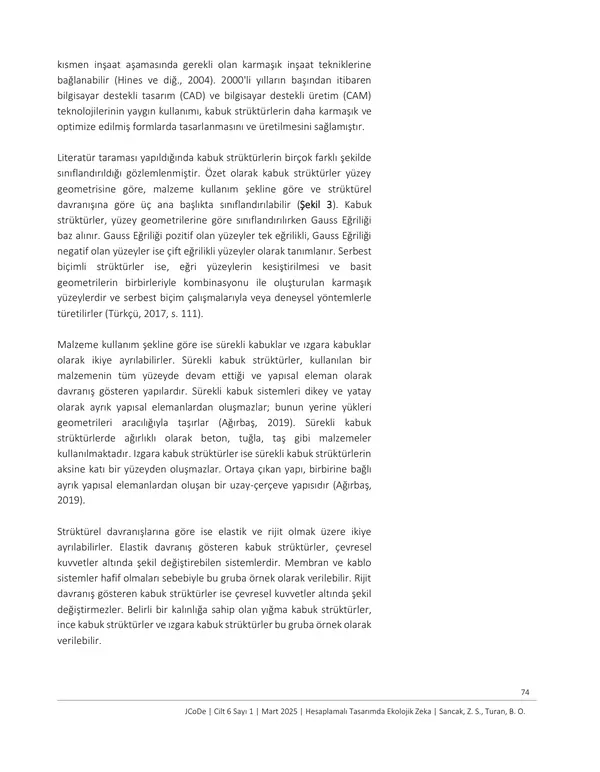 kısmen inşaat aşamasında gerekli olan karmaşık inşaat tekniklerine
bağlanabilir (Hines ve diğ., 2004). 2000'li yılların başından itibaren
bilgisayar destekli tasarım (CAD) ve bilgisayar destekli üretim (CAM)
teknolojilerinin yaygın kullanımı, kabuk strüktürlerin daha karmaşık ve
optimize edilmiş formlarda tasarlanmasını ve üretilmesini sağlamıştır.
Literatür taraması yapıldığında kabuk strüktürlerin birçok farklı şekilde
sınıflandırıldığı gözlemlenmiştir. Özet olarak kabuk strüktürler yüzey
geometrisine göre, malzeme kullanım şekline göre ve strüktürel
davranışına göre üç ana başlıkta sınıflandırılabilir (Şekil 3). Kabuk
strüktürler, yüzey geometrilerine göre sınıflandırılırken Gauss Eğriliği
baz alınır. Gauss Eğriliği pozitif olan yüzeyler tek eğrilikli, Gauss Eğriliği
negatif olan yüzeyler ise çift eğrilikli yüzeyler olarak tanımlanır. Serbest
biçimli strüktürler ise, eğri yüzeylerin kesiştirilmesi ve basit
geometrilerin birbirleriyle kombinasyonu ile oluşturulan karmaşık
yüzeylerdir ve serbest biçim çalışmalarıyla veya deneysel yöntemlerle
türetilirler (Türkçü, 2017, s. 111).
Malzeme kullanım şekline göre ise sürekli kabuklar ve ızgara kabuklar
olarak ikiye ayrılabilirler. Sürekli kabuk strüktürler, kullanılan bir
malzemenin tüm yüzeyde devam ettiği ve yapısal eleman olarak
davranış gösteren yapılardır. Sürekli kabuk sistemleri dikey ve yatay
olarak ayrık yapısal elemanlardan oluşmazlar; bunun yerine yükleri
geometrileri aracılığıyla taşırlar (Ağırbaş, 2019). Sürekli kabuk
strüktürlerde ağırlıklı olarak beton, tuğla, taş gibi malzemeler
kullanılmaktadır. Izgara kabuk strüktürler ise sürekli kabuk strüktürlerin
aksine katı bir yüzeyden oluşmazlar. Ortaya çıkan yapı, birbirine bağlı
ayrık yapısal elemanlardan oluşan bir uzay-çerçeve yapısıdır (Ağırbaş,
2019).
Strüktürel davranışlarına göre ise elastik ve rijit olmak üzere ikiye
ayrılabilirler. Elastik davranış gösteren kabuk strüktürler, çevresel
kuvvetler altında şekil değiştirebilen sistemlerdir. Membran ve kablo
sistemler hafif olmaları sebebiyle bu gruba örnek olarak verilebilir. Rijit
davranış gösteren kabuk strüktürler ise çevresel kuvvetler altında şekil
değiştirmezler. Belirli bir kalınlığa sahip olan yığma kabuk strüktürler,
ince kabuk strüktürler ve ızgara kabuk strüktürler bu gruba örnek olarak
verilebilir.
74
JCoDe | Cilt 6 Sayı 1 | Mart 2025 | Hesaplamalı Tasarımda Ekolojik Zeka | Sancak, Z. S., Turan, B. O.